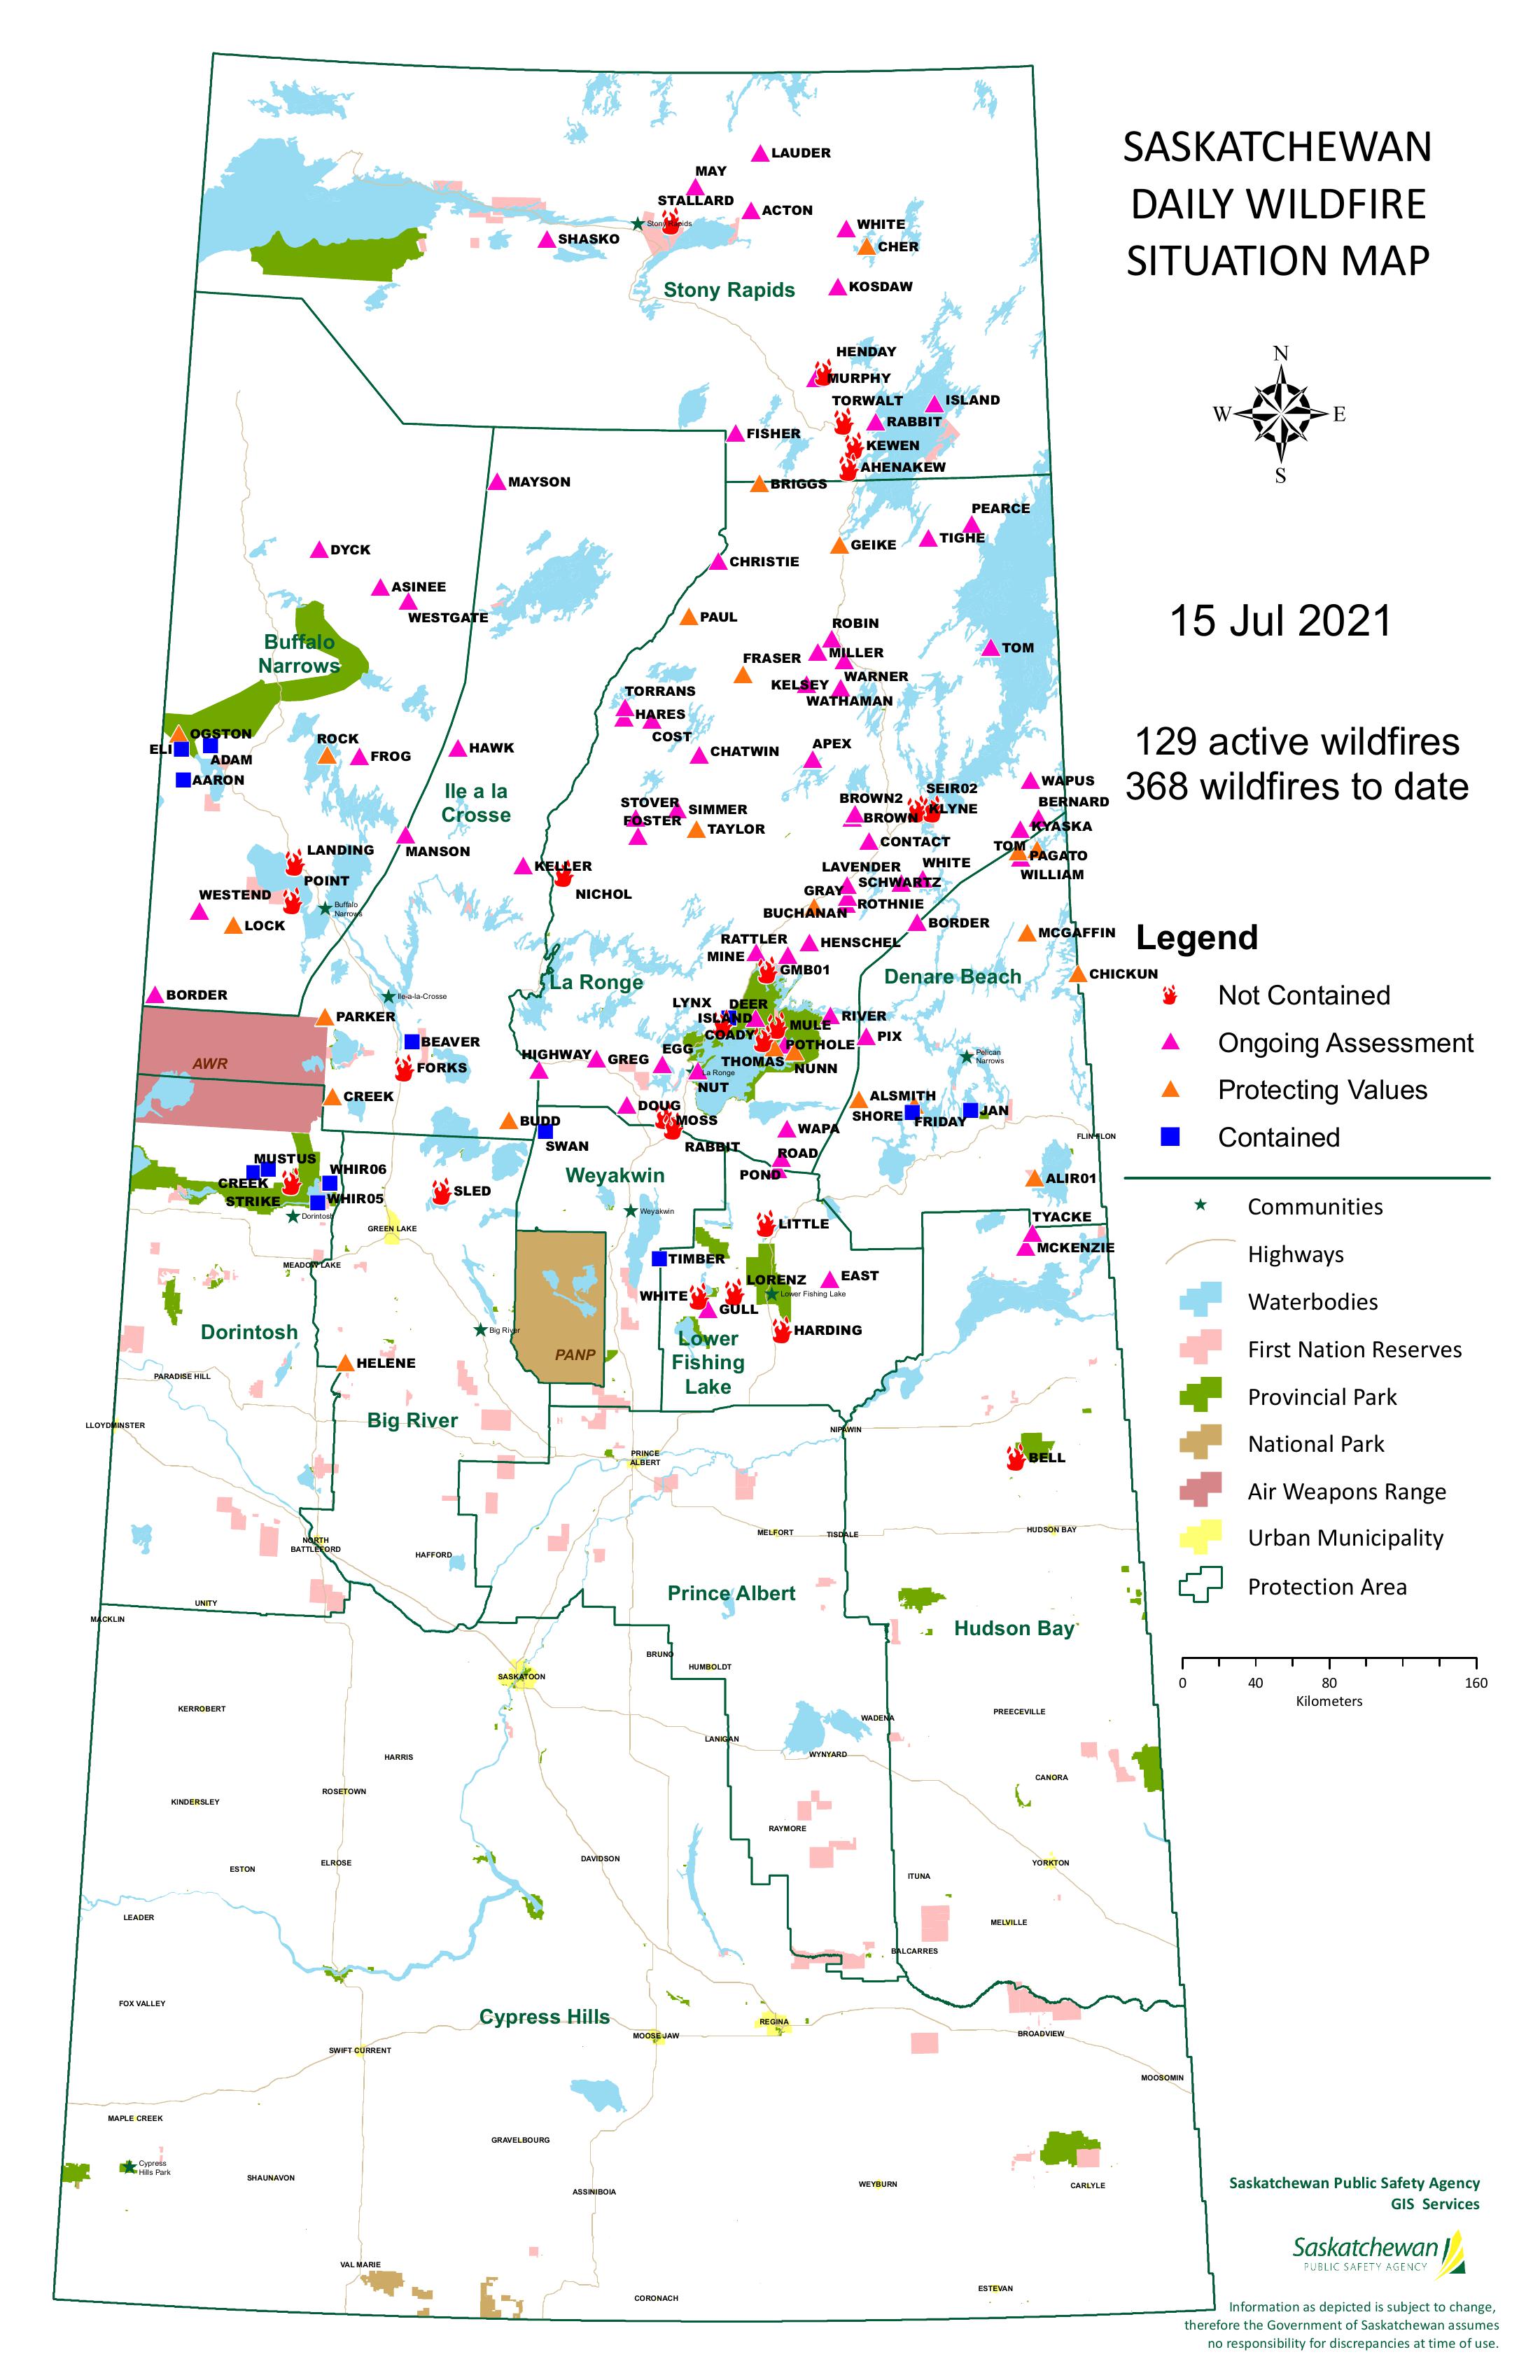 SASKATCHEWAN
DAILY WILDFIRE
SITUATION MAP
N
W
E
S
15 Jul 2021
129 active wildfires
368 wildfires to date
Legend
Not Contained
Ongoing Assessment
Protecting Values
Contained
Communities
Highways
Waterbodies
First Nation Reserves
Provincial Park
National Park
Air Weapons Range
Urban Municipality
Protection Area
0
40
80
160
Kilometers
Saskatchewan Public Safety Agency
GIS Services
Saskatchewan
PUBLIC SAFETY AGENCY
Information as depicted is subject to change,
therefore the Government of Saskatchewan assumes
no responsibility for discrepancies at time of use.
LAUDER
MAY
STALLARD
ACTON
Stony Rapids
WHITE
SHASKO
CHER
Stony Rapids
KOSDAW
HENDAY
MURPHY
TORWALT
ISLAND
RABBIT
FISHER
KEWEN
AHENAKEW
MAYSON
BRIGGS
PEARCE
TIGHE
GEIKE
DYCK
CHRISTIE
ASINEE
WESTGATE
PAUL
ROBIN
Buffalo
Narrows
MILLER
TOM
FRASER
WARNER
KELSEY
WATHAMAN
TORRANS
HARES
COST
OGSTON
ELI
ADAM
ROCK
FROG
HAWK
CHATWIN
APEX
AARON
Ile a la
Crosse
WAPUS
SEIR02
BROWN2
KLYNE
BERNARD
STOVER
SIMMER
BROWN
KYASKA
FOSTER
TAYLOR
CONTACT
MANSON
TOM
PAGATO
LANDING
WILLIAM
KELLER
LAVENDER
WHITE
POINT
SCHWARTZ
NICHOL
GRAY
WESTEND
ROTHNIE
Buffalo
Narrows
BUCHANAN
LOCK
BORDER
MCGAFFIN
RATTLER
HENSCHEL
MINE
GMB01
CHICKUN
La Ronge
Denare Beach
BORDER
Ile-a-la-Crosse
LYNX
DEER
PARKER
ISLAND
RIVER
MULE
COADY
PIX
BEAVER
POTHOLE
AWR
EGG
HIGHWAY
GREG
THOMAS
NUNN
Pelican
Narrows
FORKS
La Ronge
NUT
CREEK
ALSMITH
DOUG
SHORE
JAN
BUDD
MOSS
FRIDAY
WAPA
SWAN
RABBIT
FLIN FLON
ROAD
MUSTUS
POND
WHIR06
Weyakwin
CREEK
ALIR01
STRIKE
WHIR05
SLED
Weyakwin
Dorintosh
TYACKE
GREEN LAKE
LITTLE
MCKENZIE
MEADOW LAKE
TIMBER
LORENZ
EAST
Lower Fishing Lake
WHITE
GULL
Dorintosh
Big River
HARDING
Lower
Fishing
Lake
PANP
HELENE
PARADISE HILL
Big River
LLOYDMINSTER
NIPAWIN
PRINCE
ALBERT
BELL
NORTH
BATTLEFORD
HAFFORD
MELFORT
TISDALE
HUDSON BAY
Prince Albert
UNITY
MACKLIN
Hudson Bay
BRUNO
HUMBOLDT
SASKATOON
KERROBERT
WADENA
PREECEVILLE
LANIGAN
HARRIS
WYNYARD
CANORA
ROSETOWN
KINDERSLEY
RAYMORE
DAVIDSON
YORKTON
ELROSE
ESTON
ITUNA
LEADER
MELVILLE
BALCARRES
FOX VALLEY
Cypress Hills
REGINA
MOOSE JAW
BROADVIEW
SWIFT CURRENT
MOOSOMIN
MAPLE CREEK
GRAVELBOURG
Cypress
Hills Park
SHAUNAVON
WEYBURN
CARLYLE
ASSINIBOIA
VAL MARIE
CORONACH
ESTEVAN